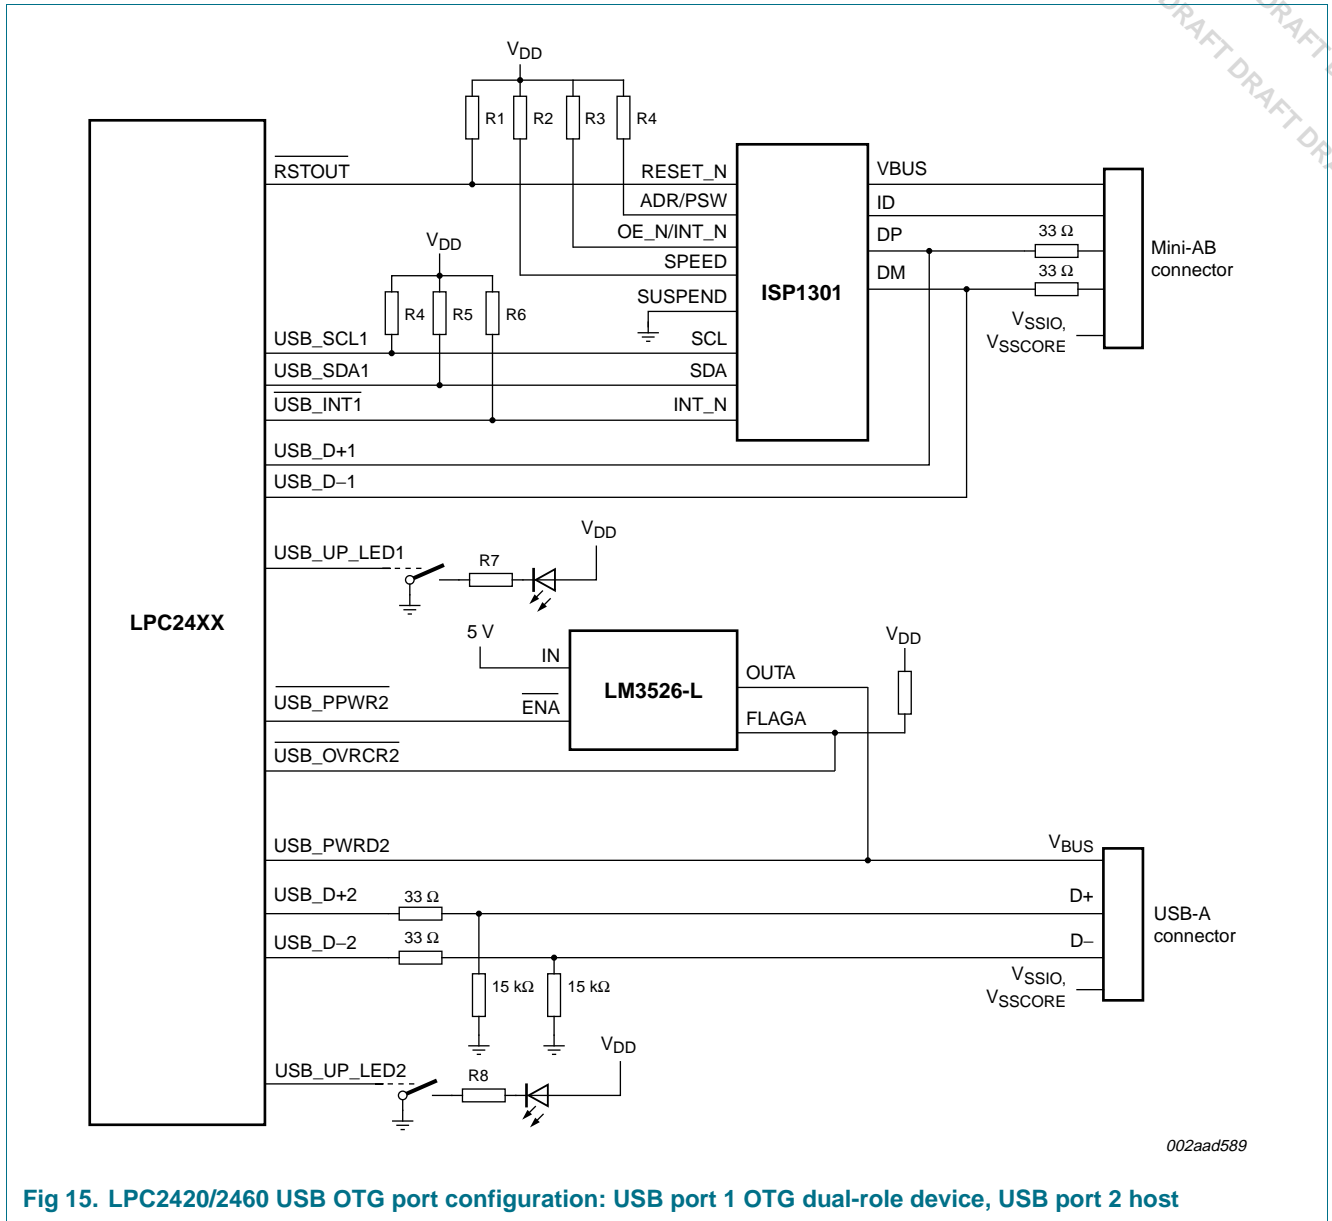 DRAFT DRAFT DRAFT
DRAFT
VDD
R1 R2 R3 R4
RSTOUT
RESET_N
ADR/PSW
OE_N/INT_N
SPEED
SUSPEND
SCL
SDA
INT_N
ISP1301
VBUS
ID
DP
DM
33 Ω
33 Ω
VSSIO,
VSSCORE
Mini-AB
connector
VDD
R4 R5 R6
USB_SCL1
USB_SDA1
USB_INT1
USB_D+1
USB_D−1
USB_UP_LED1
R7
VDD
LPC24XX
5 V
IN
ENA
LM3526-L
OUTA
FLAGA
VDD
USB_PPWR2
USB_OVRCR2
USB_PWRD2
VBUS
USB_D+2
33 Ω
D+
USB_D−2
33 Ω
D−
15 kΩ
15 kΩ
VSSIO,
VSSCORE
USB-A
connector
USB_UP_LED2
R8
VDD
002aad589
Fig 15. LPC2420/2460 USB OTG port configuration: USB port 1 OTG dual-role device, USB port 2 host